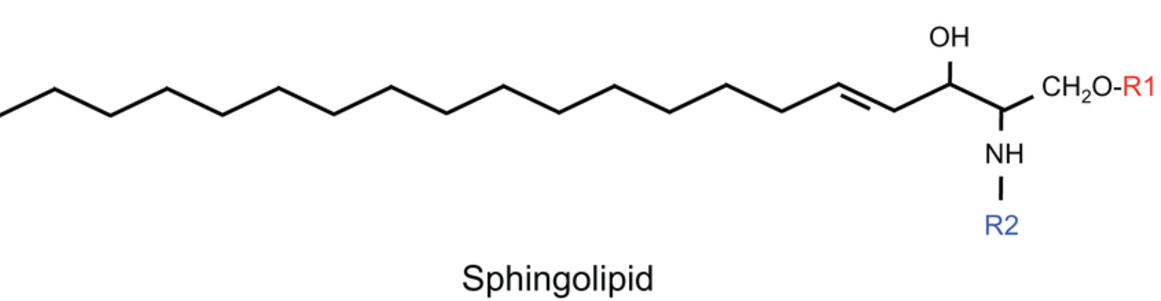 OH
CH₂O-R1
NH
R2
Sphingolipid